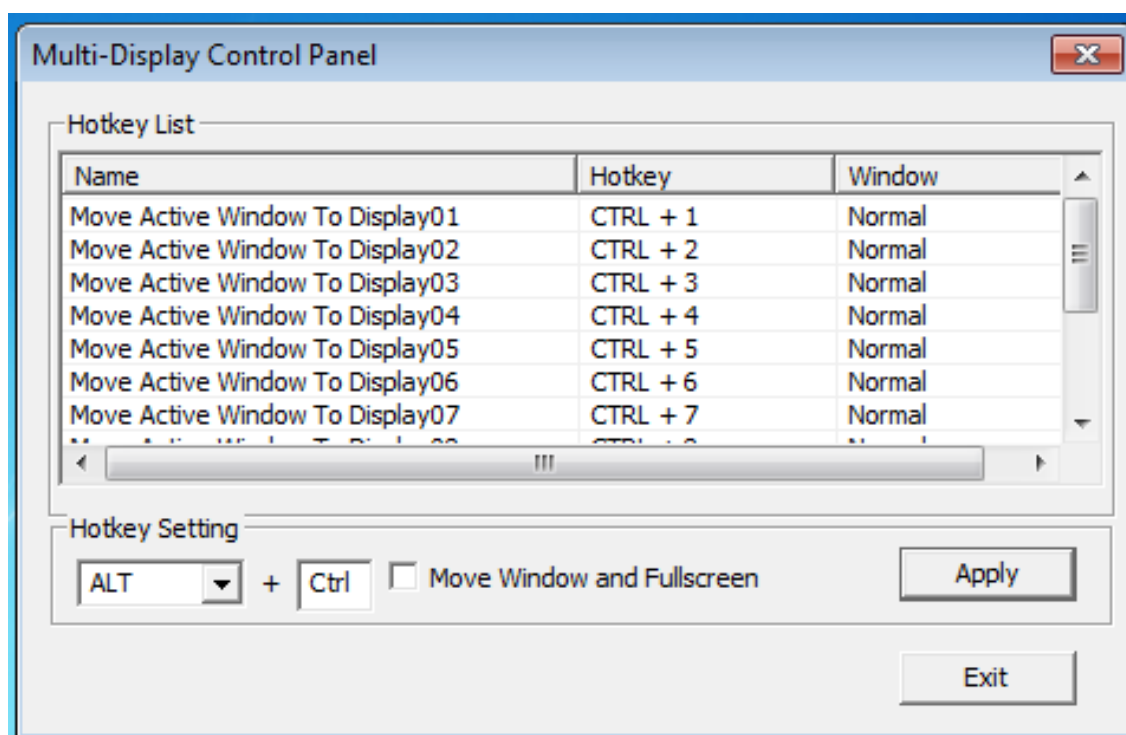 Multi-Display Control Panel
Hotkey List
Name Hotkey Window
Move Active Window To Display01 CTRL + 1 Normal
Move Active Window To Display02 CTRL + 2 Normal
Move Active Window To Display03 CTRL + 3 Normal
Move Active Window To Display04 CTRL + 4 Normal
Move Active Window To Display05 CTRL + 5 Normal
Move Active Window To Display06 CTRL + 6 Normal
Move Active Window To Display07 CTRL + 7 Normal
Hotkey Setting
ALT + Ctrl Move Window and Fullscreen Apply
Exit